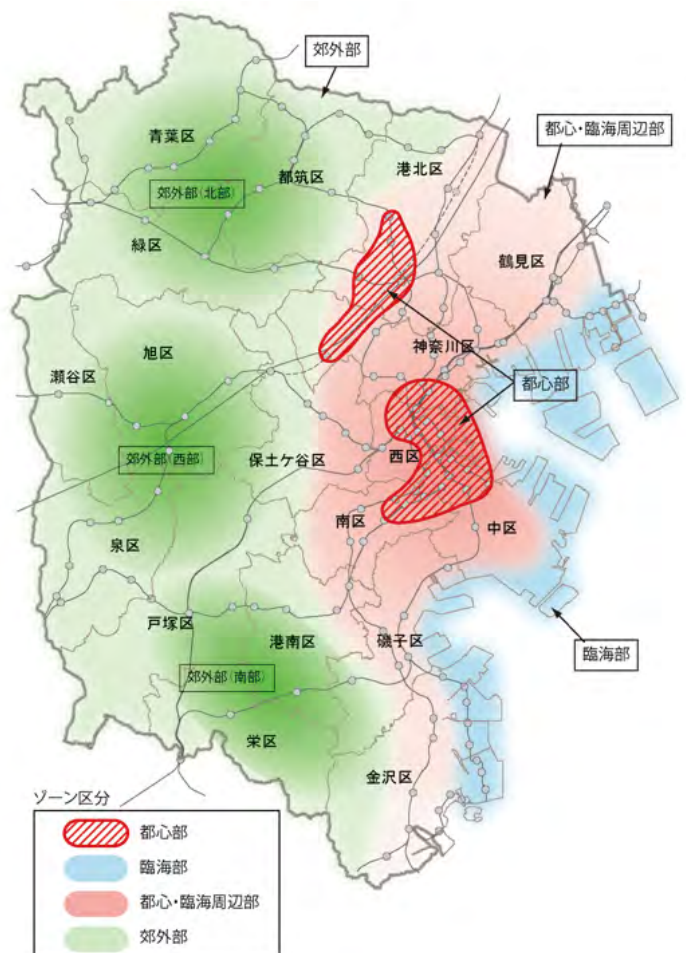 郊外部
都心・臨海周辺部
青葉区
都筑区
港北区
郊外部(北部)
緑区
鶴見区
旭区
神奈川区
瀬谷区
都心部
郊外部(西部)
保土ケ谷区
西区
南区
中区
泉区
戸塚区
港南区
磯子区
臨海部
郊外部(南部)
栄区
金沢区
ゾーン区分
都心部
臨海部
都心・臨海周辺部
郊外部